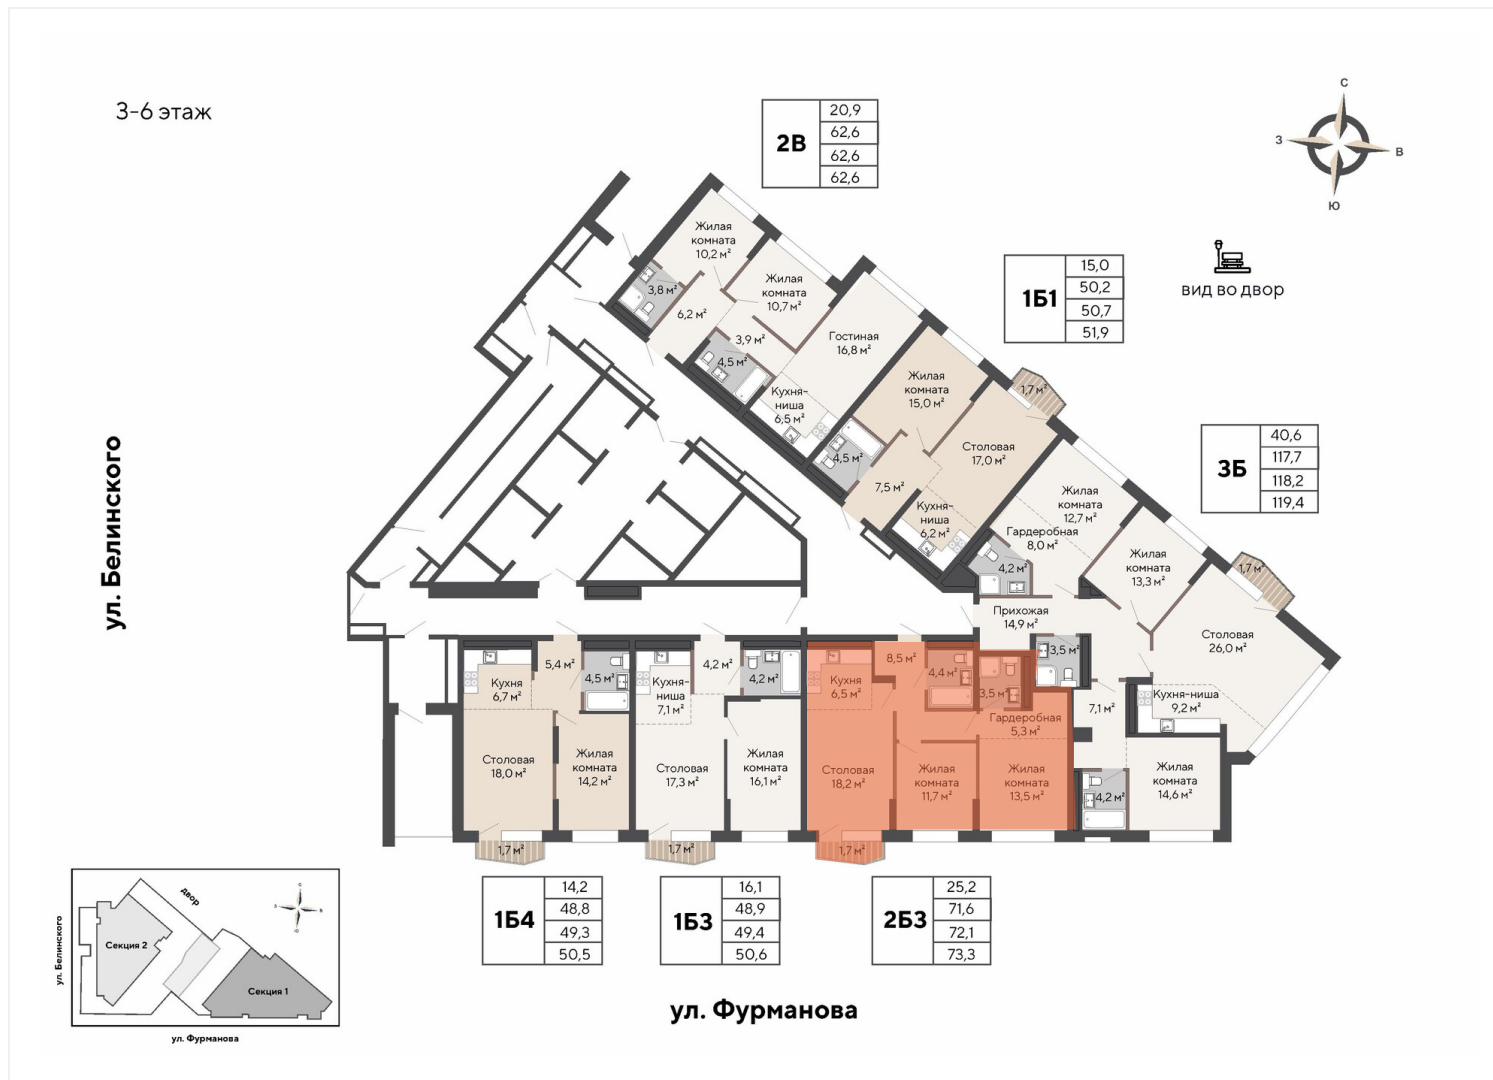 3-6 этаж
2В
20,9
62,6
62,6
62,6
С
З
В
Ю
1Б1
15,0
50,2
50,7
51,9
вид во двор
3Б
40,6
117,7
118,2
119,4
ул. Белинского
Жилая
комната
10,2 м²
3,8 м²
Жилая
комната
10,7 м²
6,2 м²
3,9 м²
4,5 м²
Гостиная
16,8 м²
Кухня-
ниша
6,5 м²
Жилая
комната
15,0 м²
1,7 м²
4,5 м²
Столовая
17,0 м²
7,5 м²
Кухня-
ниша
6,2 м²
Жилая
комната
12,7 м²
Гардеробная
8,0 м²
4,2 м²
Жилая
комната
13,3 м²
1,7 м²
Прихожая
14,9 м²
Столовая
26,0 м²
3,5 м²
7,1 м²
Кухня-ниша
9,2 м²
4,2 м²
Жилая
комната
14,6 м²
5,4 м²
4,5 м²
Кухня
6,7 м²
Столовая
18,0 м²
Жилая
комната
14,2 м²
1,7 м²
4,2 м²
4,2 м²
Кухня-
ниша
7,1 м²
Столовая
17,3 м²
Жилая
комната
16,1 м²
1,7 м²
8,5 м²
Кухня
6,5 м²
4,4 м²
3,5 м²
Гардеробная
5,3 м²
Столовая
18,2 м²
Жилая
комната
11,7 м²
Жилая
комната
13,5 м²
1,7 м²
1Б4
14,2
48,8
49,3
50,5
1Б3
16,1
48,9
49,4
50,6
2Б3
25,2
71,6
72,1
73,3
ул. Фурманова
двор
С
З
В
Ю
Секция 2
Секция 1
ул. Белинского
ул. Фурманова